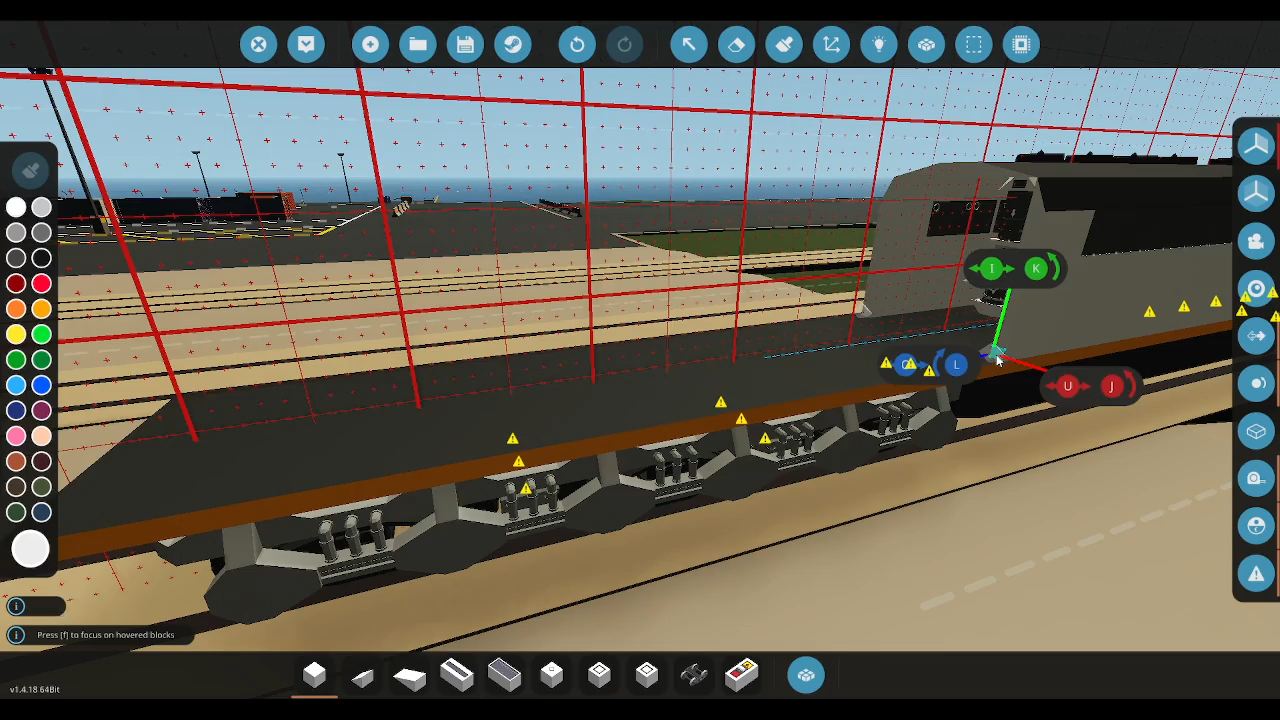 I K
L
U J
Press [f] to focus on hovered blocks
v1.4.18 64Bit